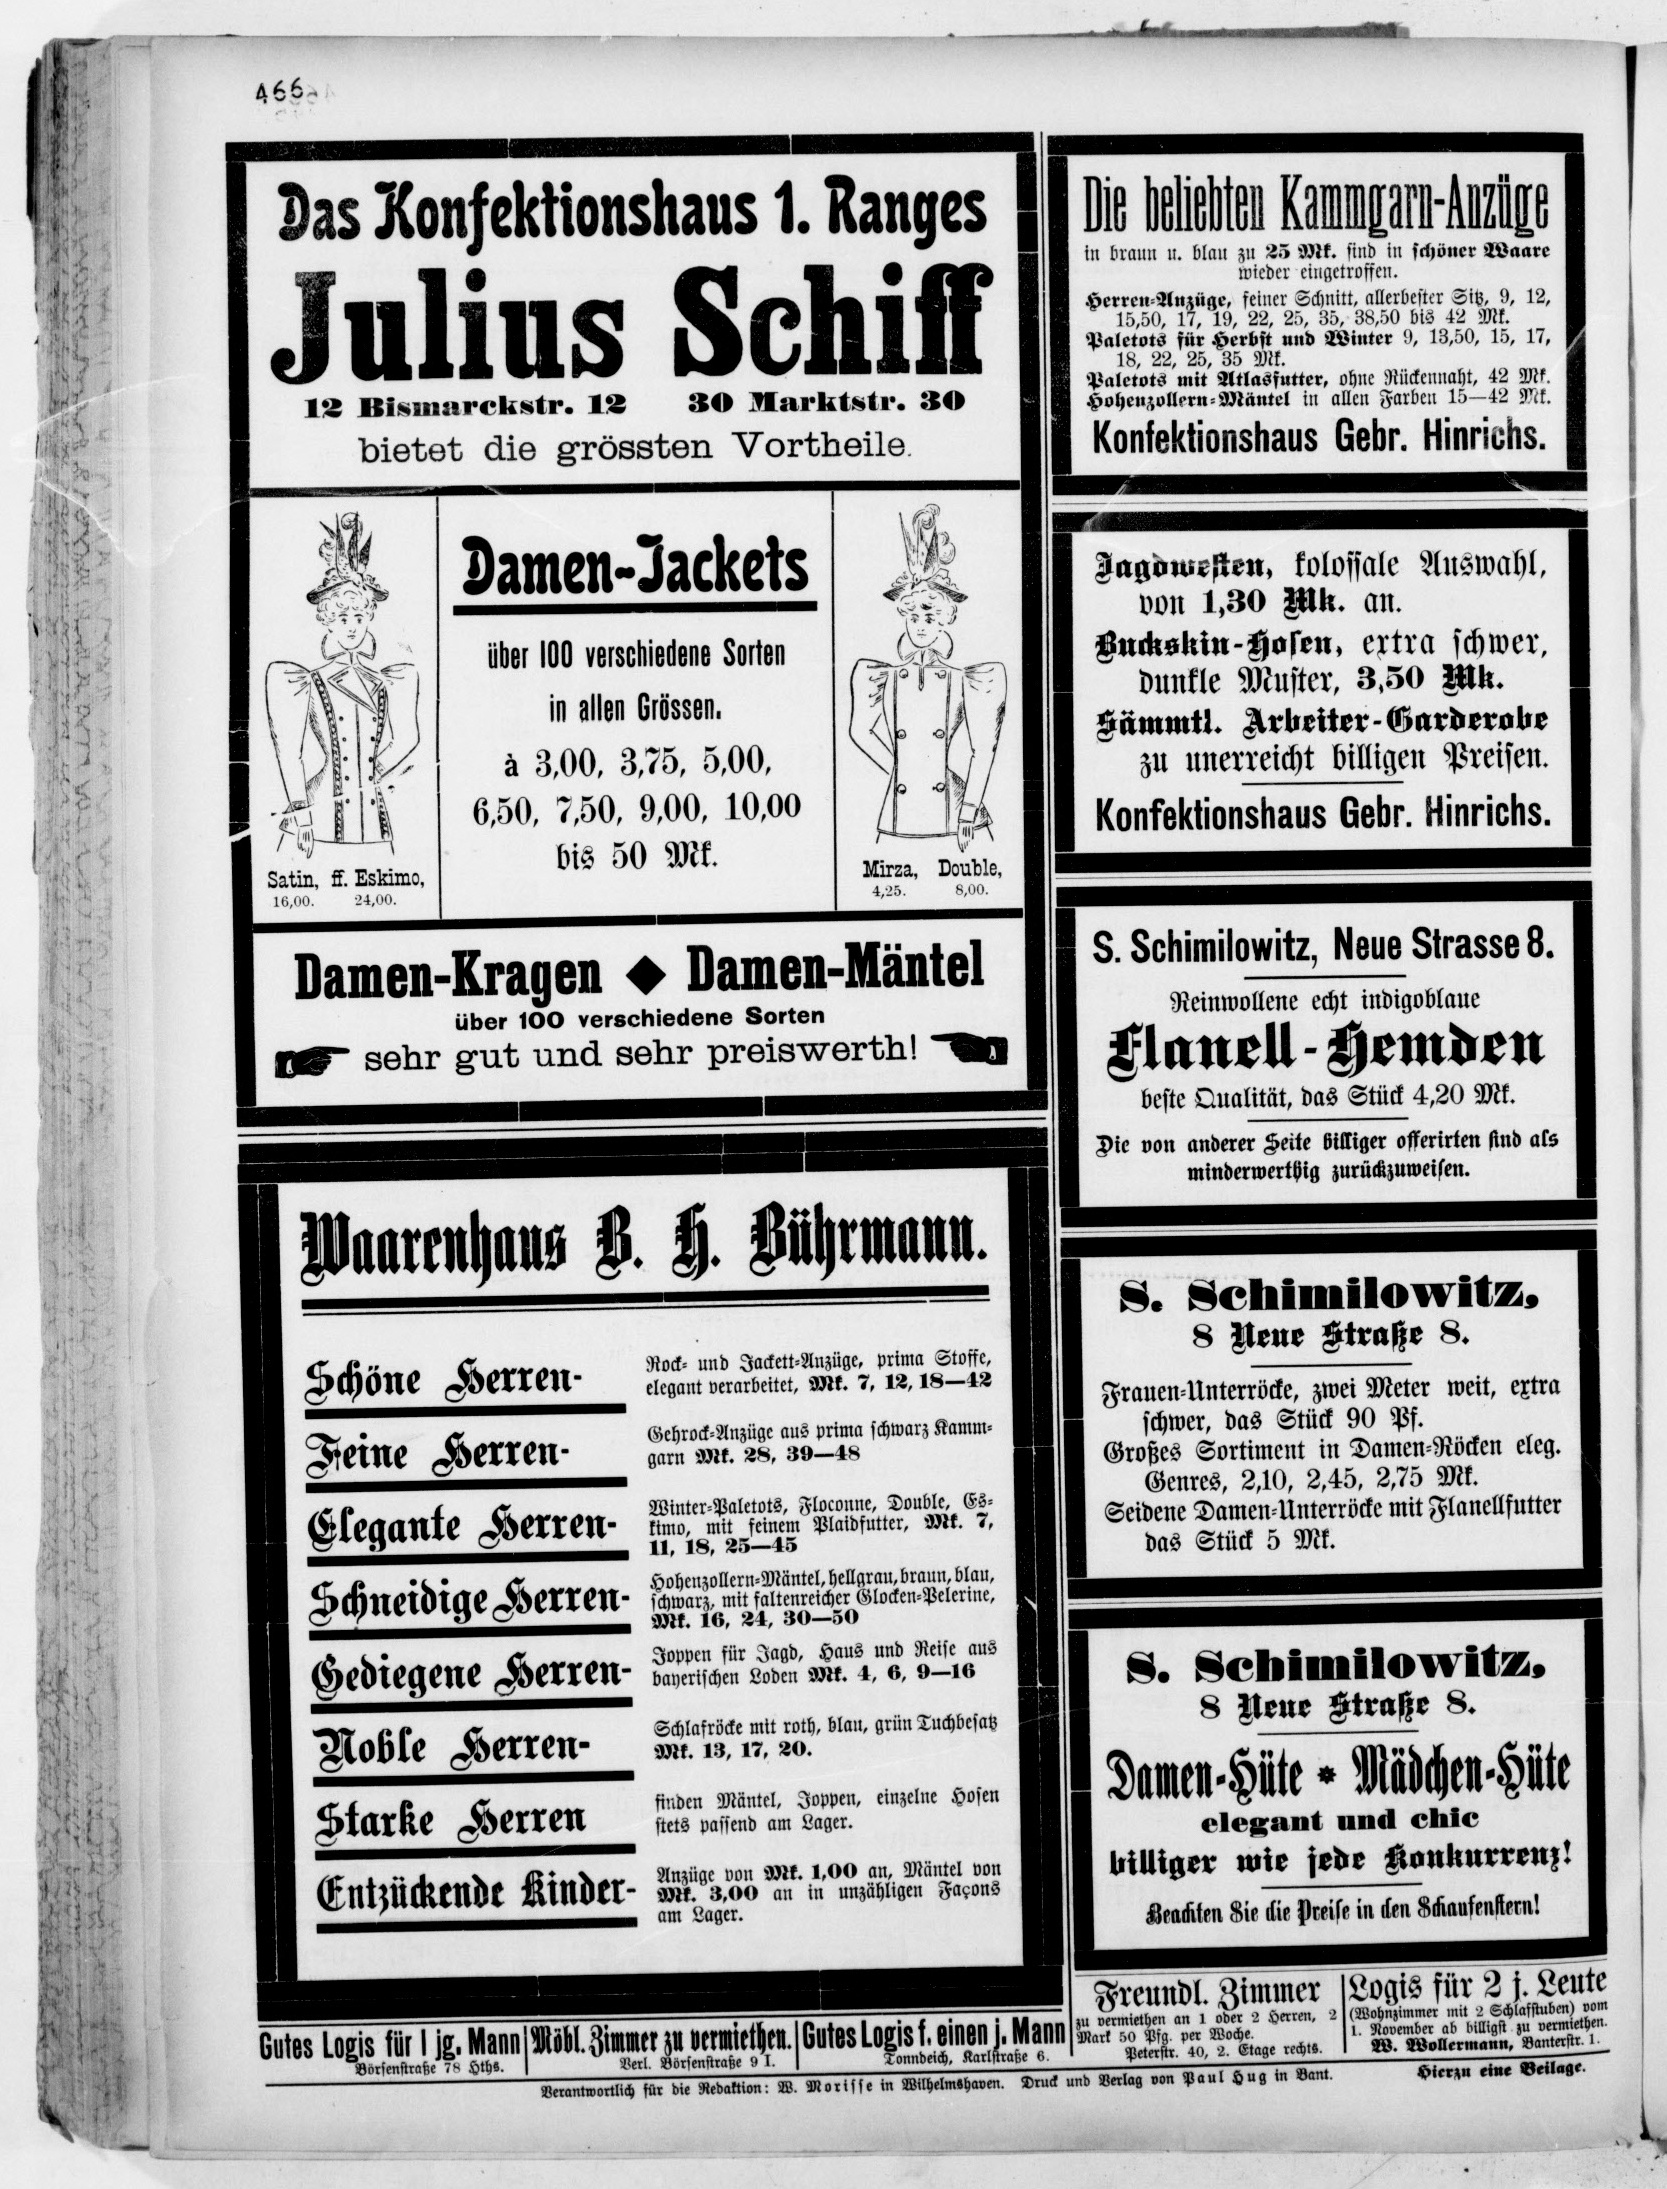 466
Das Konfektionshaus 1. Ranges
Julius Schiff
12 Bismarckstr. 12 30 Marktstr. 30
bietet die grössten Vortheile.
Satin, ff. Eskimo,
16,00. 24,00.
Damen-Jackets
über 100 verschiedene Sorten
in allen Grössen.
à 3,00, 3,75, 5,00,
6,50, 7,50, 9,00, 10,00
bis 50 Mk.
Mirza, Double,
4,25. 8,00.
Damen-Kragen ◆ Damen-Mäntel
über 100 verschiedene Sorten
sehr gut und sehr preiswerth!
Waarenhaus B. H. Bührmann.
Schöne Herren-
Rock- und Jackett-Anzüge, prima Stoffe,
elegant verarbeitet, Mk. 7, 12, 18—42
Feine Herren-
Gehrock-Anzüge aus prima schwarz Kamm-
garn Mk. 28, 39—48
Elegante Herren-
Winter-Paletots, Floconne, Double, Es-
kimo, mit feinem Plaidfutter, Mk. 7,
11, 18, 25—45
Schneidige Herren-
Hohenzollern-Mäntel, hellgrau, braun, blau,
schwarz, mit faltenreicher Glocken-Pelerine,
Mk. 16, 24, 30—50
Gediegene Herren-
Joppen für Jagd, Haus und Reise aus
bayerischen Loden Mk. 4, 6, 9—16
Noble Herren-
Schlafröcke mit roth, blau, grün Tuchbesatz
Mk. 13, 17, 20.
Starke Herren
finden Mäntel, Joppen, einzelne Hosen
stets passend am Lager.
Entzückende Kinder-
Anzüge von Mk. 1,00 an, Mäntel von
Mk. 3,00 an in unzähligen Façons
am Lager.
Gutes Logis für 1 jg. Mann
Börsenstraße 78 Hths.
Möbl. Zimmer zu vermiethen.
Verl. Börsenstraße 9 I.
Gutes Logis f. einen j. Mann
Tonndeich, Karlstraße 6.
Die beliebten Kammgarn-Anzüge
in braun u. blau zu 25 Mk. sind in schöner Waare
wieder eingetroffen.
Herren-Anzüge, feiner Schnitt, allerbester Sitz, 9, 12,
15,50, 17, 19, 22, 25, 35, 38,50 bis 42 Mk.
Paletots für Herbst und Winter 9, 13,50, 15, 17,
18, 22, 25, 35 Mk.
Paletots mit Atlasfutter, ohne Rückennaht, 42 Mk.
Hohenzollern-Mäntel in allen Farben 15—42 Mk.
Konfektionshaus Gebr. Hinrichs.
Jagdwesten, kolossale Auswahl,
von 1,30 Mk. an.
Buckskin-Hosen, extra schwer,
dunkle Muster, 3,50 Mk.
Sämmtl. Arbeiter-Garderobe
zu unerreicht billigen Preisen.
Konfektionshaus Gebr. Hinrichs.
S. Schimilowitz, Neue Strasse 8.
Reinwollene echt indigoblaue
Flanell-Hemden
beste Qualität, das Stück 4,20 Mk.
Die von anderer Seite billiger offerirten sind als
minderwerthig zurückzuweisen.
S. Schimilowitz,
8 Neue Straße 8.
Frauen-Unterröcke, zwei Meter weit, extra
schwer, das Stück 90 Pf.
Großes Sortiment in Damen-Röcken eleg.
Genres, 2,10, 2,45, 2,75 Mk.
Seidene Damen-Unterröcke mit Flanellfutter
das Stück 5 Mk.
S. Schimilowitz,
8 Neue Straße 8.
Damen-Hüte * Mädchen-Hüte
elegant und chic
billiger wie jede Konkurrenz!
Beachten Sie die Preise in den Schaufenstern!
Freundl. Zimmer
zu vermiethen an 1 oder 2 Herren, 2
Mark 50 Pfg. per Woche.
Peterstr. 40, 2. Etage rechts.
Logis für 2 j. Leute
(Wohnzimmer mit 2 Schlafstuben) vom
1. November ab billigst zu vermiethen.
W. Wollermann, Banterstr. 1.
Hierzu eine Beilage.
Verantwortlich für die Redaktion: W. Morisse in Wilhelmshaven. Druck und Verlag von Paul Hug in Bant.